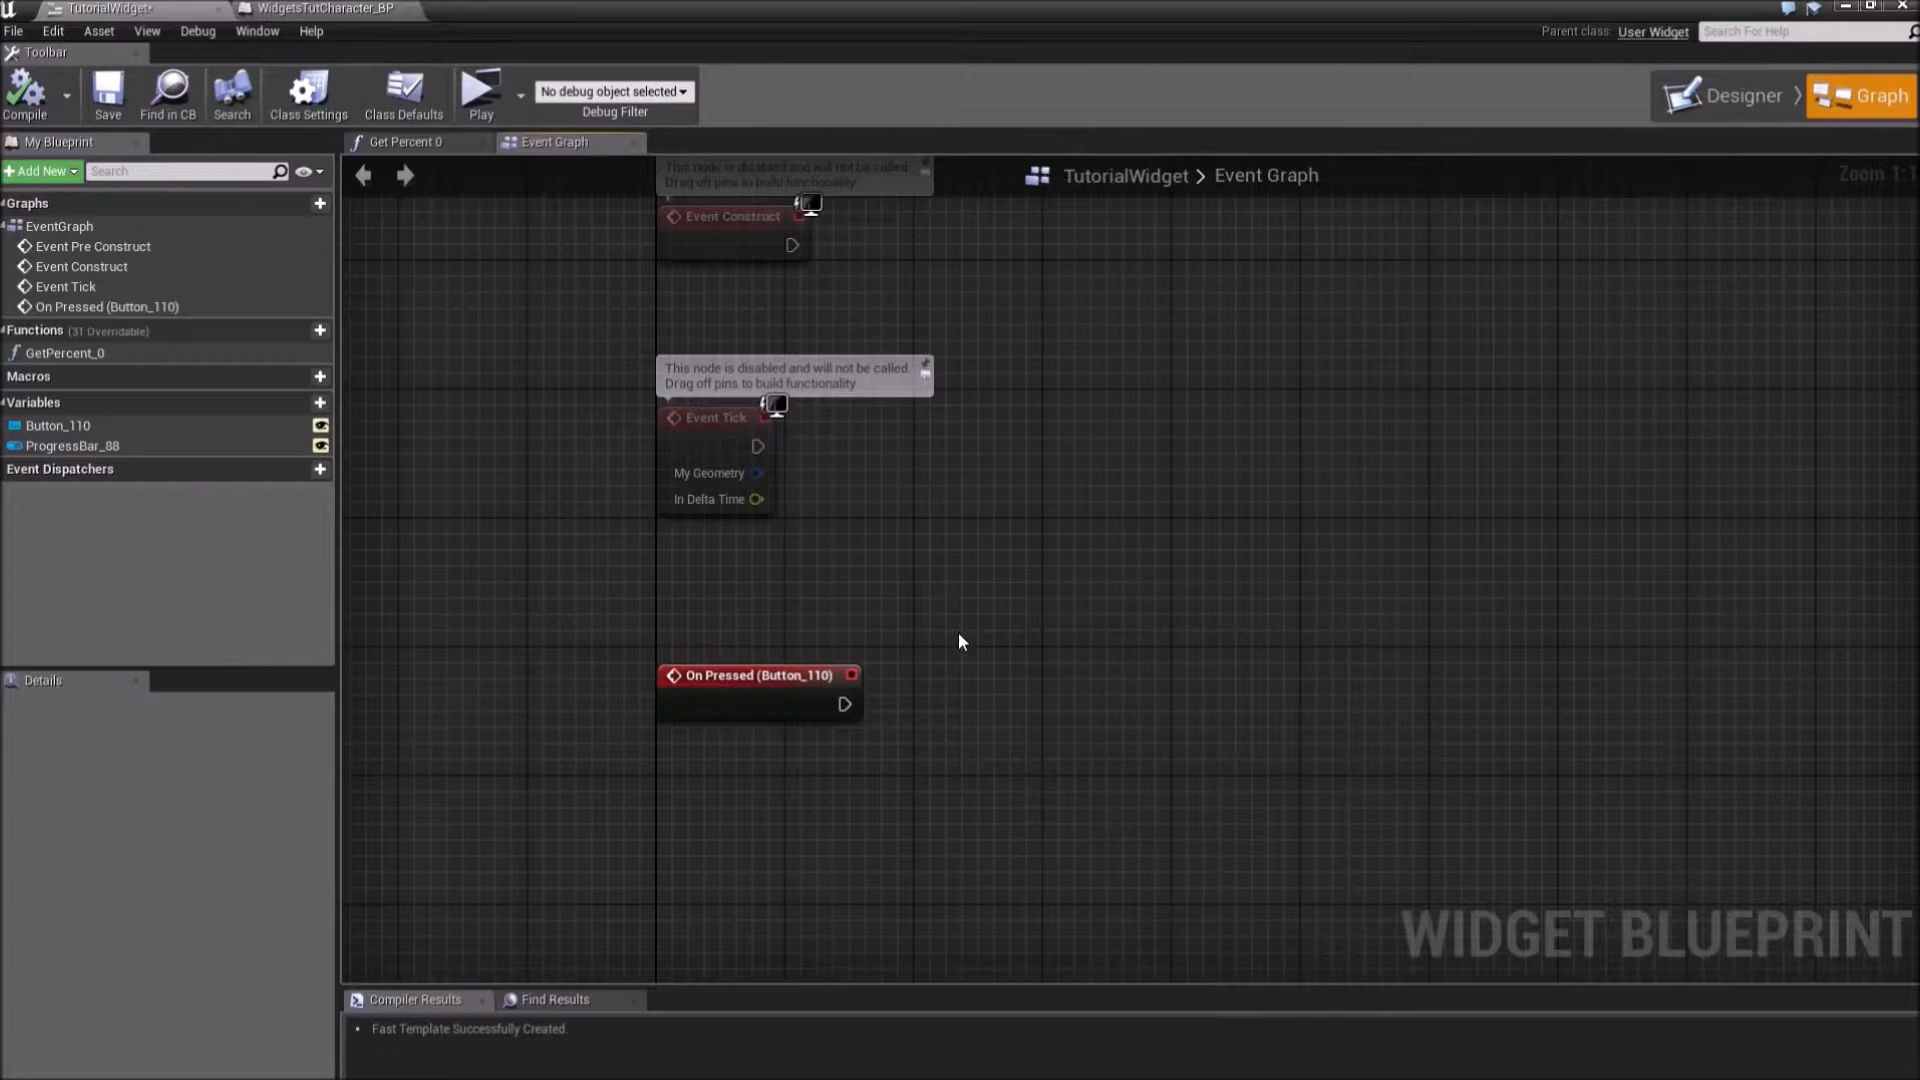 TutorialWidget*
WidgetsTutCharacter_BP
File Edit Asset View Debug Window Help
Parent class: User Widget
Search For Help
Toolbar
Compile
Save
Find in CB
Search
Class Settings
Class Defaults
Play
No debug object selected
Debug Filter
Designer
Graph
My Blueprint
Get Percent 0
Event Graph
Add New
Search
TutorialWidget > Event Graph
Zoom 1:1
Graphs
EventGraph
Event Pre Construct
Event Construct
Event Tick
On Pressed (Button_110)
Functions (31 Overridable)
GetPercent_0
Macros
Variables
Button_110
ProgressBar_88
Event Dispatchers
Details
This node is disabled and will not be called.
Drag off pins to build functionality
Event Construct
This node is disabled and will not be called.
Drag off pins to build functionality
Event Tick
My Geometry
In Delta Time
On Pressed (Button_110)
WIDGET BLUEPRINT
Compiler Results
Find Results
• Fast Template Successfully Created.